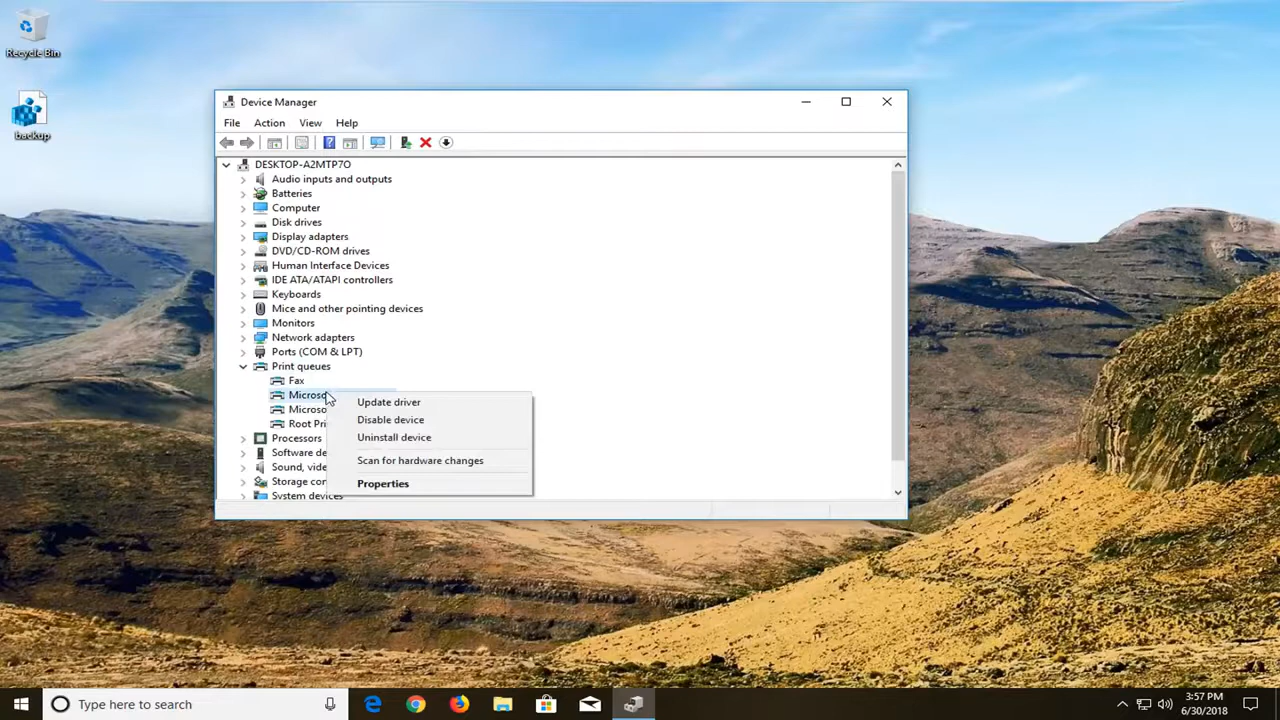 Recycle Bin
backup
Device Manager
File Action View Help
DESKTOP-A2MTP7O
Audio inputs and outputs
Batteries
Computer
Disk drives
Display adapters
DVD/CD-ROM drives
Human Interface Devices
IDE ATA/ATAPI controllers
Keyboards
Mice and other pointing devices
Monitors
Network adapters
Ports (COM & LPT)
Print queues
Fax
Microso
Microso
Root Pri
Processors
Software de
Sound, vide
Storage con
System devices
Update driver
Disable device
Uninstall device
Scan for hardware changes
Properties
Type here to search
3:57 PM
6/30/2018